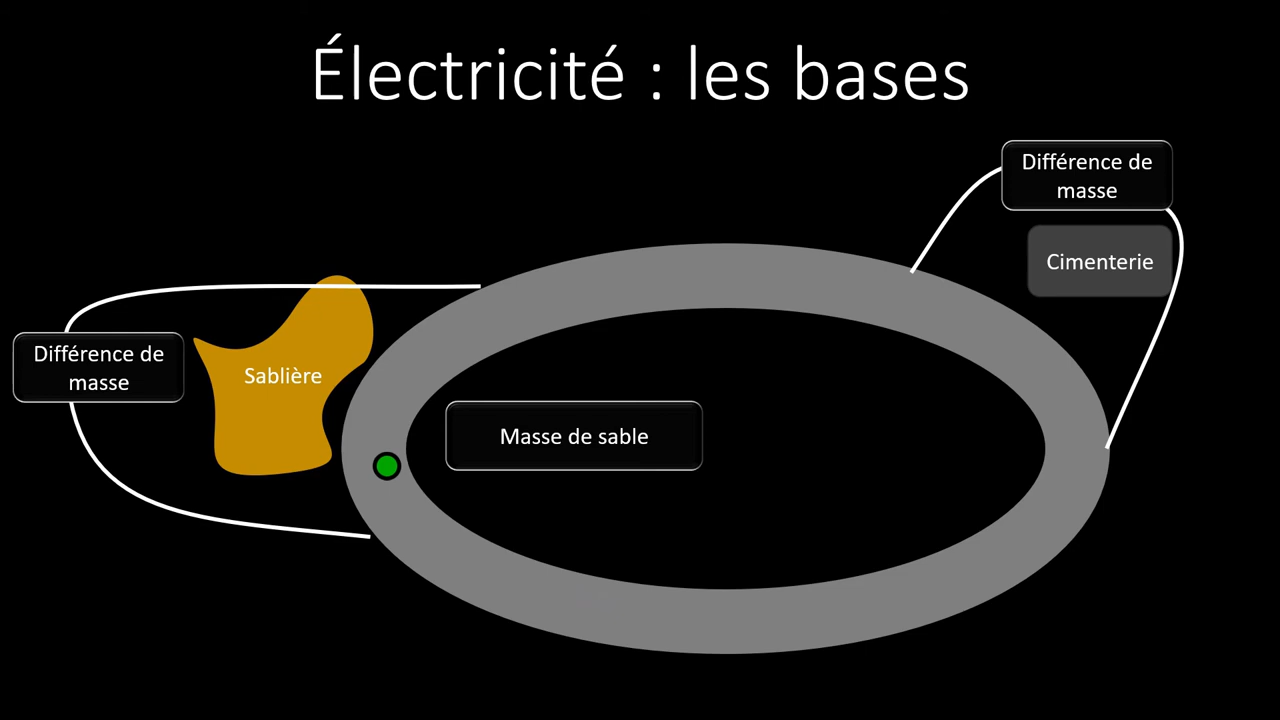 Électricité : les bases
Différence de
masse
Cimenterie
Différence de
masse
Sablière
Masse de sable